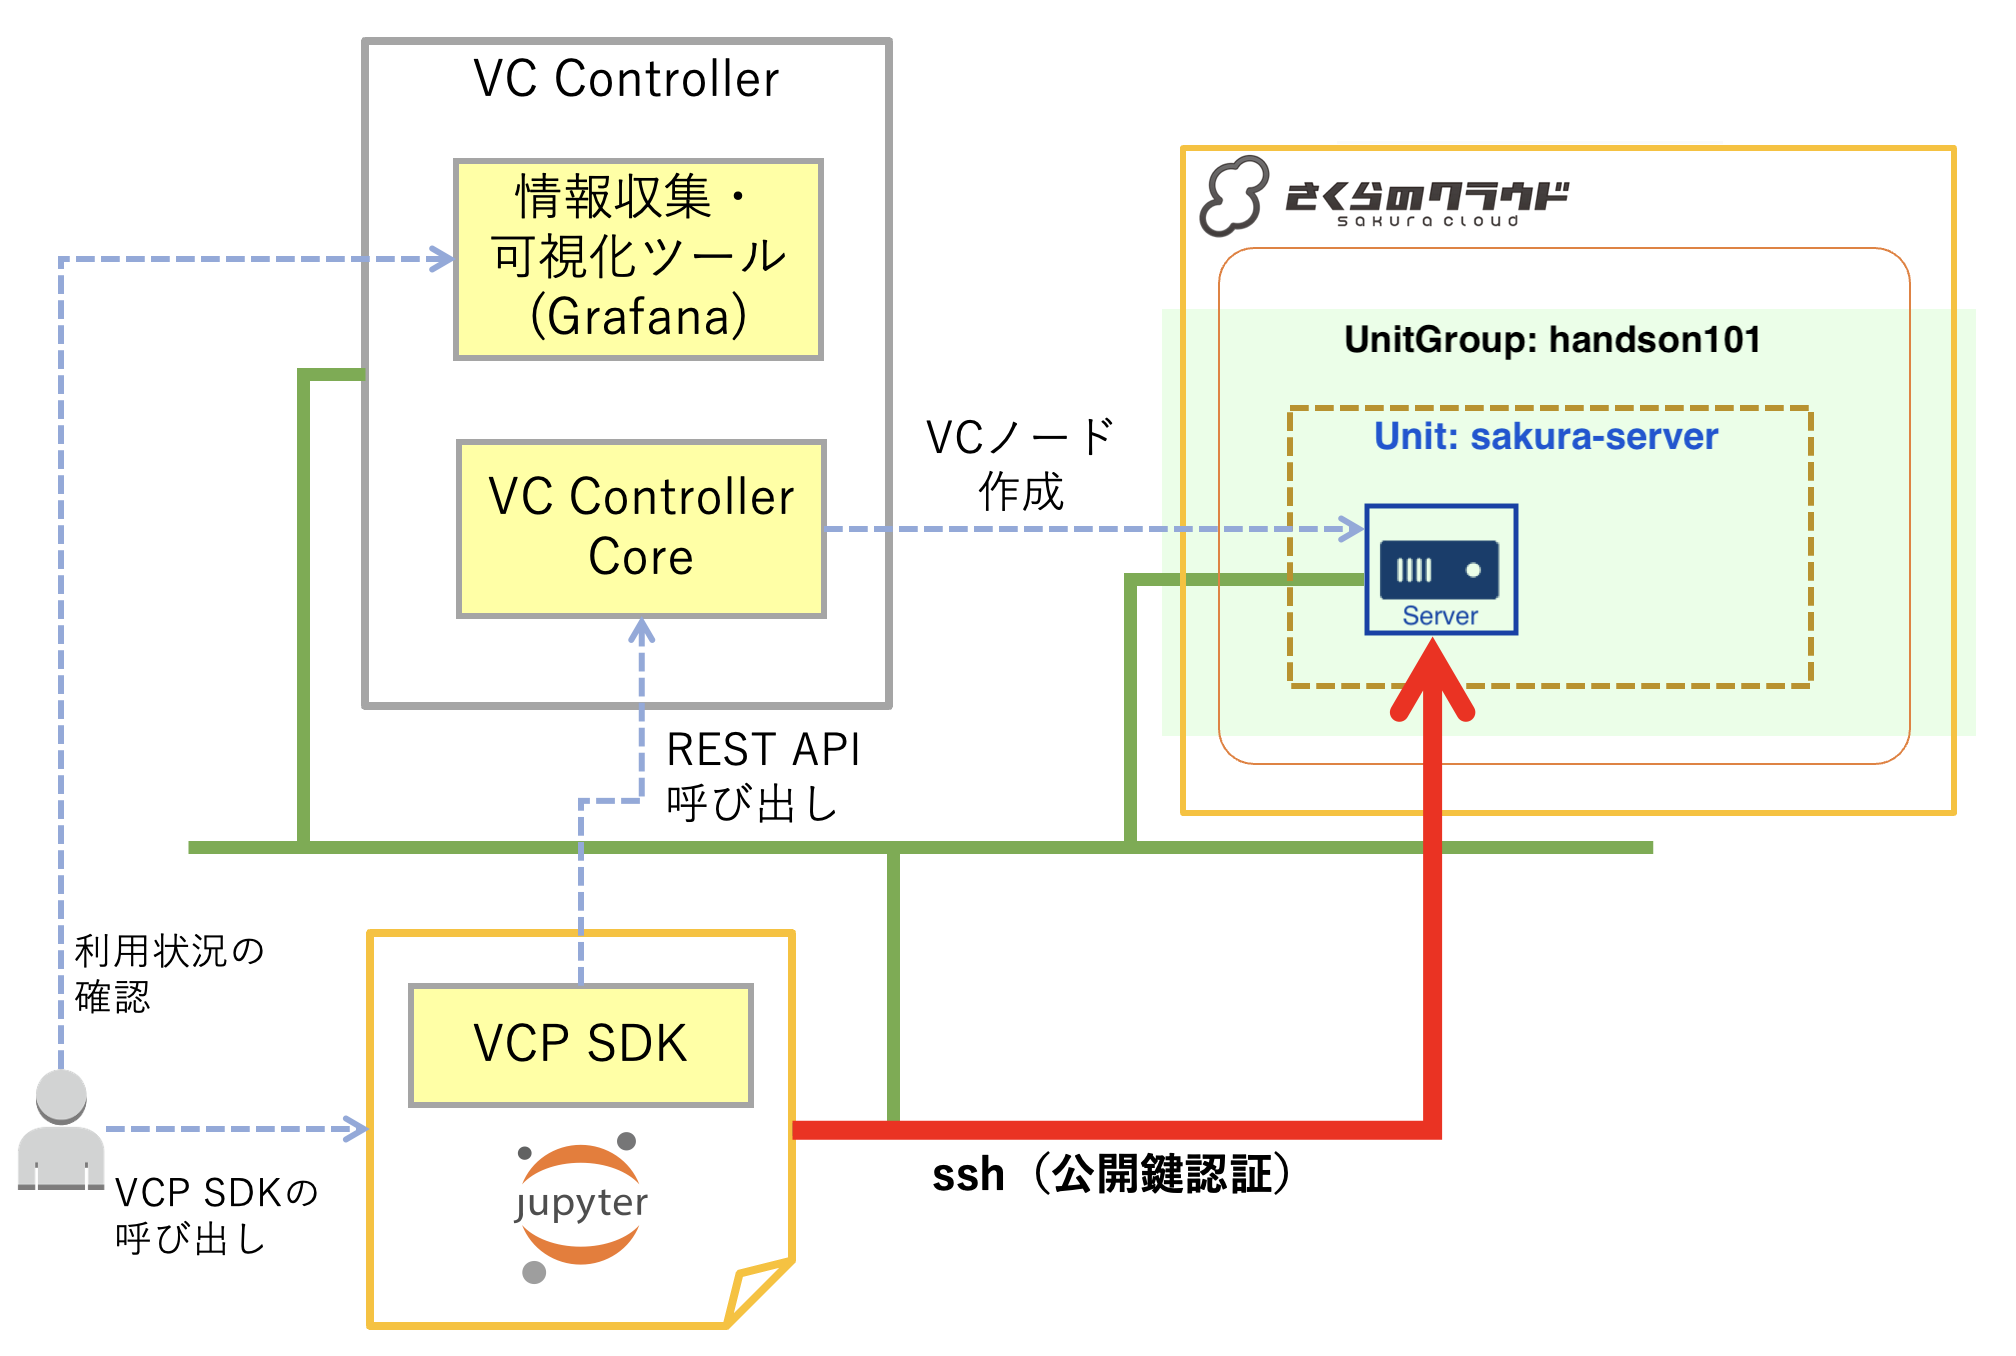 VC Controller
情報収集・
可視化ツール
(Grafana)
VC Controller
Core
VCノード
作成
さくらのクラウド
sakura cloud
UnitGroup: handson101
Unit: sakura-server
Server
REST API
呼び出し
利用状況の
確認
VCP SDK
jupyter
VCP SDKの
呼び出し
ssh（公開鍵認証）